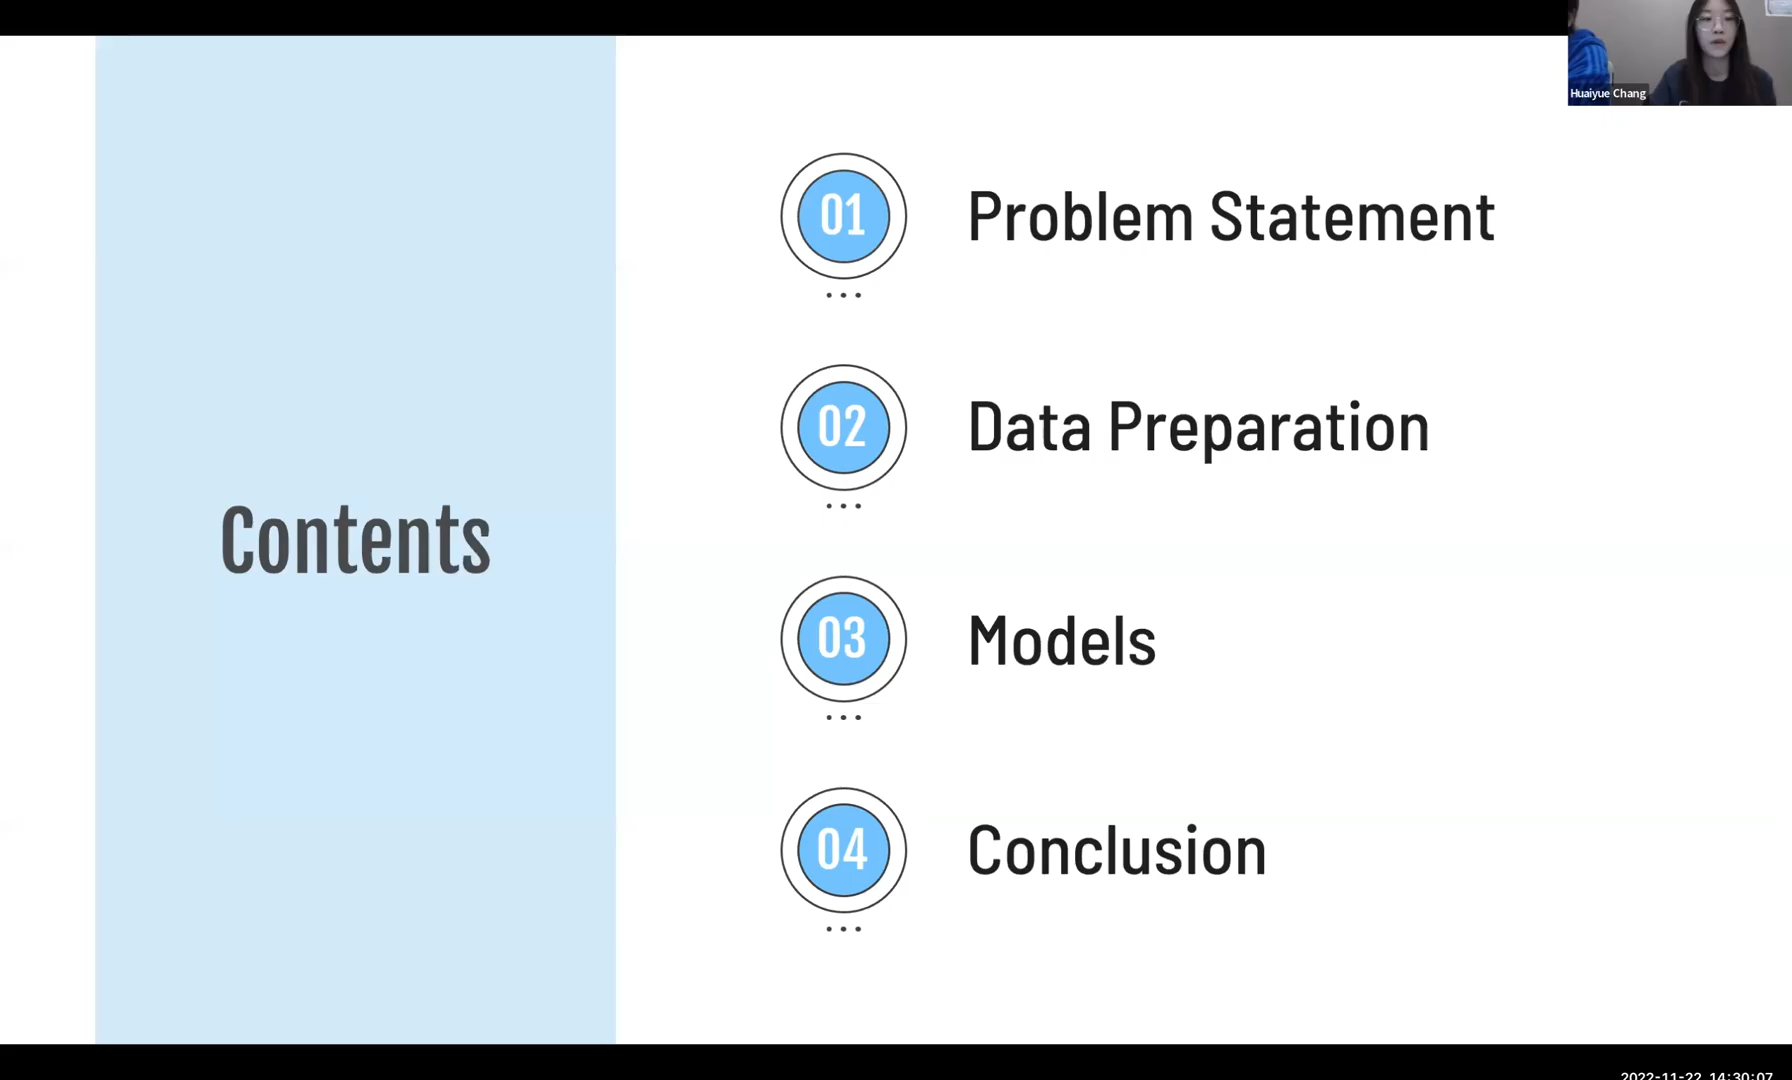 Huaiyue Chang
01
Problem Statement
02
Data Preparation
Contents
03
Models
04
Conclusion
2022-11-22 14:30:07